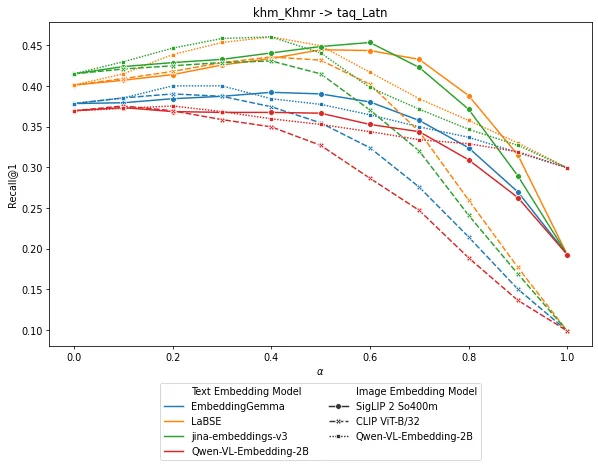 khm_Khmr -> taq_Latn
Recall@1
0.45
0.40
0.35
0.30
0.25
0.20
0.15
0.10
0.0 0.2 0.4 0.6 0.8 1.0
α
Text Embedding Model Image Embedding Model
EmbeddingGemma SigLIP 2 So400m
LaBSE CLIP ViT-B/32
jina-embeddings-v3 Qwen-VL-Embedding-2B
Qwen-VL-Embedding-2B